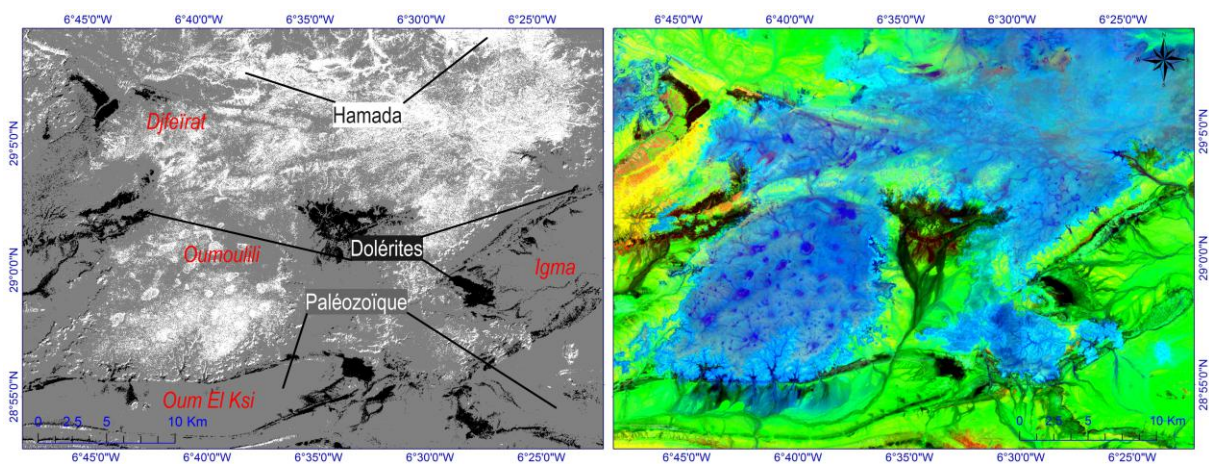 6°45'0"W 6°40'0"W 6°35'0"W 6°30'0"W 6°25'0"W
6°45'0"W 6°40'0"W 6°35'0"W 6°30'0"W 6°25'0"W
Hamada
Djfeïrat
29°5'0"N
29°5'0"N
Dolérites
Oumoulili
Igma
29°0'0"N
29°0'0"N
Paléozoïque
Oum El Ksi
28°55'0"N
28°55'0"N
0 2.5 5 10 Km
0 2.5 5 10 Km
6°45'0"W 6°40'0"W 6°35'0"W 6°30'0"W 6°25'0"W
6°45'0"W 6°40'0"W 6°35'0"W 6°30'0"W 6°25'0"W